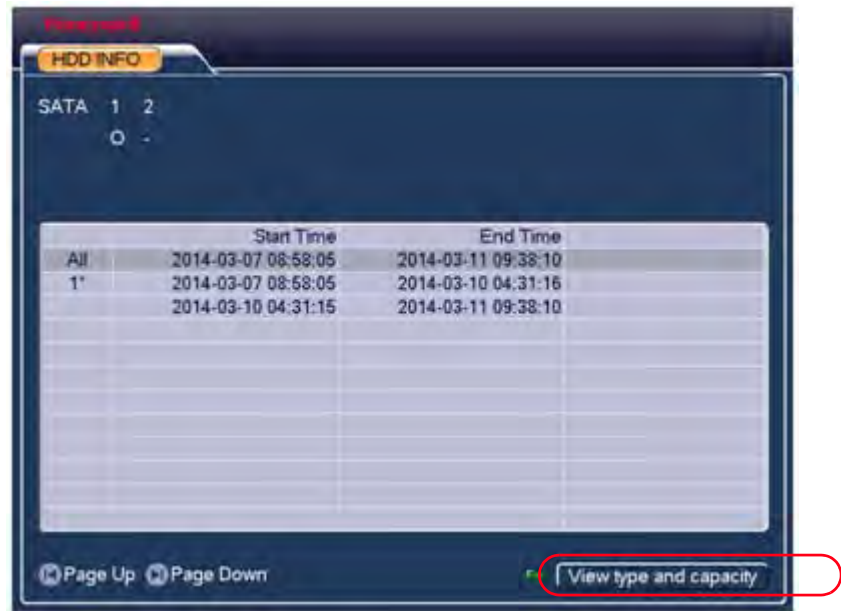 Honeywell
HDD INFO
SATA 1 2
O -
Start Time End Time
All 2014-03-07 08:58:05 2014-03-11 09:38:10
1* 2014-03-07 08:58:05 2014-03-10 04:31:16
2014-03-10 04:31:15 2014-03-11 09:38:10
Page Up Page Down View type and capacity